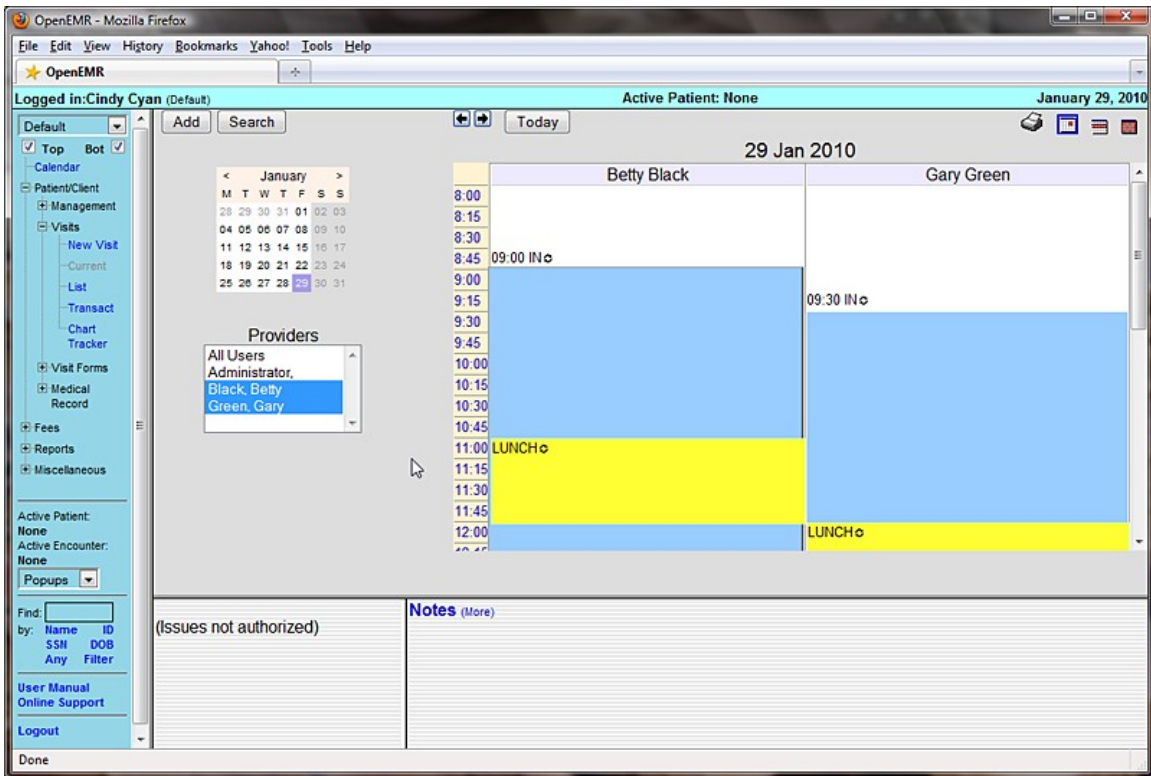 OpenEMR - Mozilla Firefox
File Edit View History Bookmarks Yahoo! Tools Help
OpenEMR
Logged in:Cindy Cyan (Default) Active Patient: None January 29, 2010
Default
Top Bot
Calendar
Patient/Client
Management
Visits
New Visit
Current
List
Transact
Chart
Tracker
Visit Forms
Medical
Record
Fees
Reports
Miscellaneous
Active Patient:
None
Active Encounter:
None
Popups
Find:
by: Name ID
SSN DOB
Any Filter
User Manual
Online Support
Logout
Add Search
< January >
M T W T F S S
28 29 30 31 01 02 03
04 05 06 07 08 09 10
11 12 13 14 15 16 17
18 19 20 21 22 23 24
25 26 27 28 29 30 31
Providers
All Users
Administrator,
Black, Betty
Green, Gary
Today
29 Jan 2010
Betty Black Gary Green
8:00
8:15
8:30
8:45 09:00 IN
9:00
9:15 09:30 IN
9:30
9:45
10:00
10:15
10:30
10:45
11:00 LUNCH
11:15
11:30
11:45
12:00 LUNCH
(Issues not authorized)
Notes (More)
Done